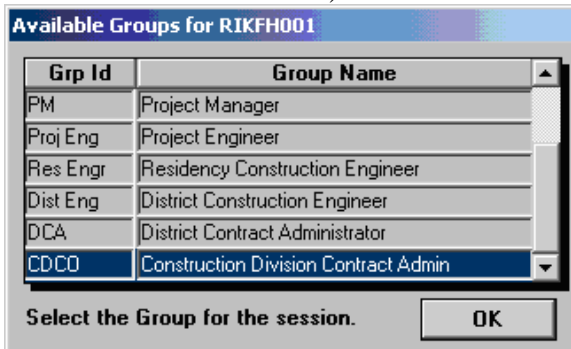 Available Groups for RIKFH001
Grp Id Group Name
PM Project Manager
Proj Eng Project Engineer
Res Engr Residency Construction Engineer
Dist Eng District Construction Engineer
DCA District Contract Administrator
CDCO Construction Division Contract Admin
Select the Group for the session. OK